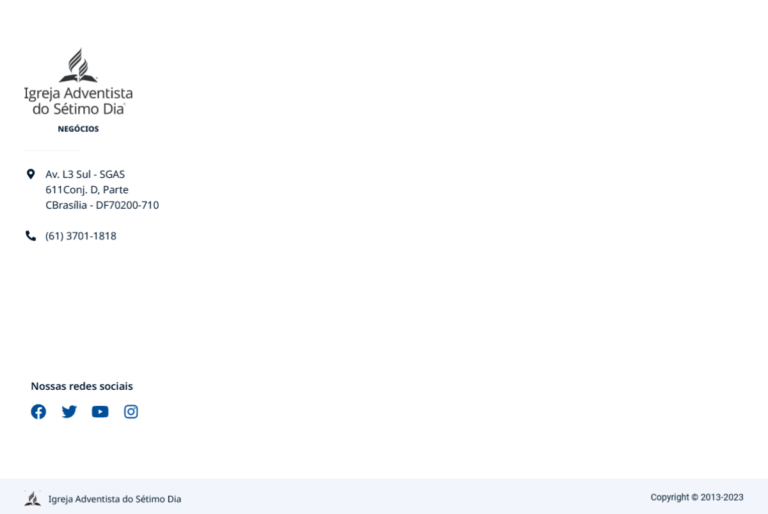 Igreja Adventista
do Sétimo Dia
NEGÓCIOS
Av. L3 Sul - SGAS
611Conj. D, Parte
CBrasília - DF70200-710
(61) 3701-1818
Nossas redes sociais
Igreja Adventista do Sétimo Dia
Copyright © 2013-2023